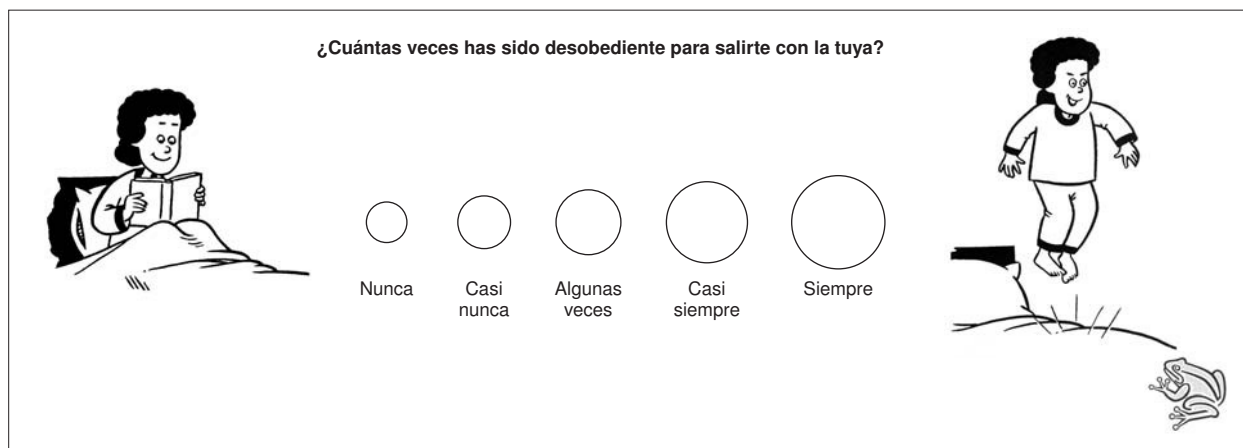 ¿Cuántas veces has sido desobediente para salirte con la tuya?
Nunca
Casi
nunca
Algunas
veces
Casi
siempre
Siempre